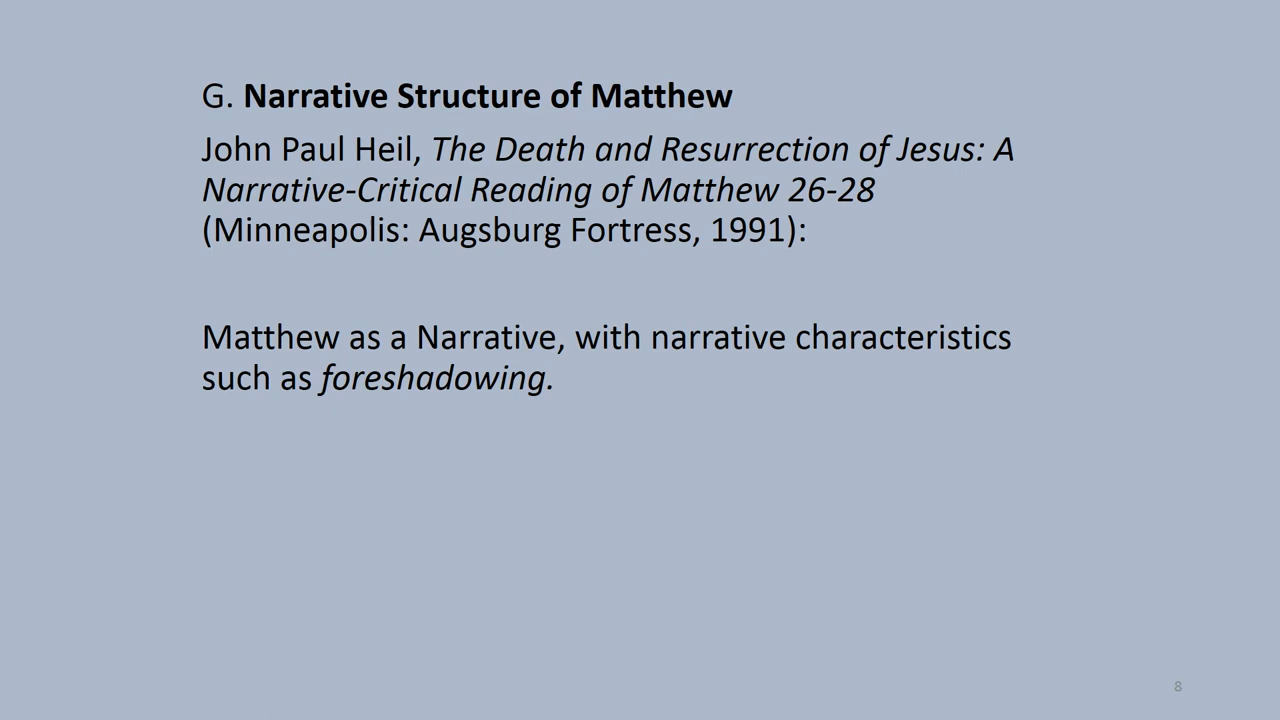 G. Narrative Structure of Matthew
John Paul Heil, The Death and Resurrection of Jesus: A
Narrative-Critical Reading of Matthew 26-28
(Minneapolis: Augsburg Fortress, 1991):
Matthew as a Narrative, with narrative characteristics
such as foreshadowing.
8